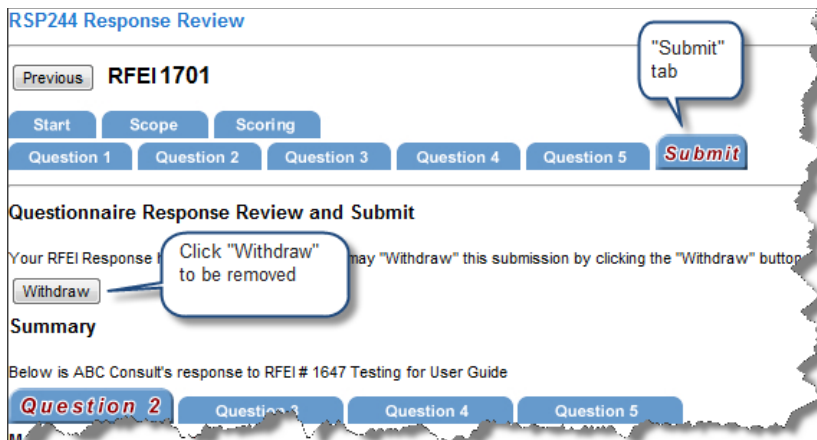 RSP244 Response Review
"Submit"
tab
Previous RFEI 1701
Start Scope Scoring
Question 1 Question 2 Question 3 Question 4 Question 5 Submit
Questionnaire Response Review and Submit
Your RFEI Response may "Withdraw" this submission by clicking the "Withdraw" button
Click "Withdraw"
to be removed
Withdraw
Summary
Below is ABC Consult's response to RFEI # 1647 Testing for User Guide
Question 2 Question 3 Question 4 Question 5